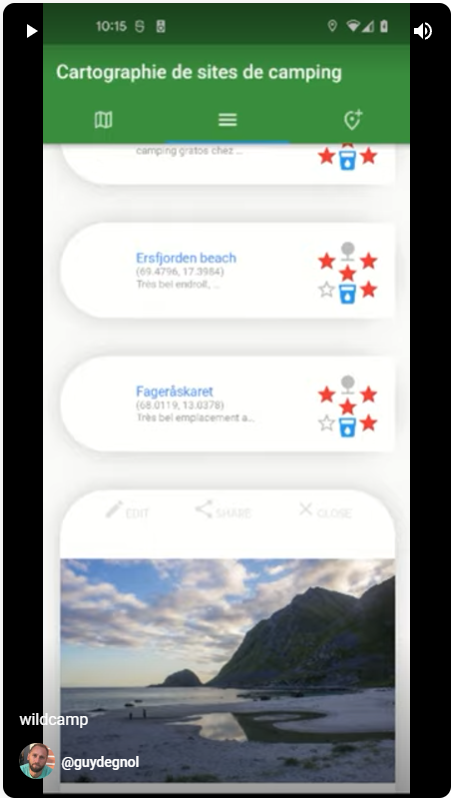 10:15
Cartographie de sites de camping
camping gratos chez ...
Ersfjorden beach
(69.4796, 17.3984)
Très bel endroit, ...
Fageråskaret
(68.0119, 13.0378)
Très bel emplacement a...
EDIT SHARE CLOSE
wildcamp
@guydegnol